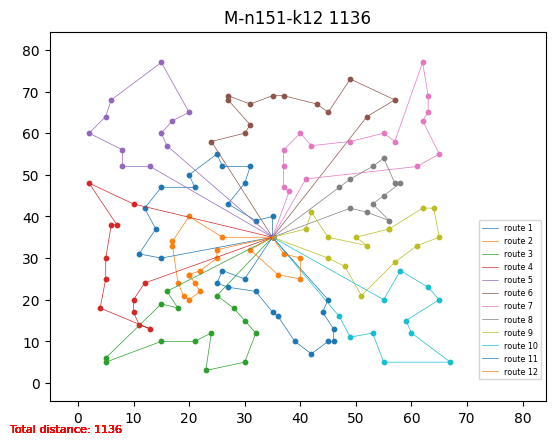 M-n151-k12 1136
80
70
60
50
40
30
20
10
0
0 10 20 30 40 50 60 70 80
route 1
route 2
route 3
route 4
route 5
route 6
route 7
route 8
route 9
route 10
route 11
route 12
Total distance: 1136